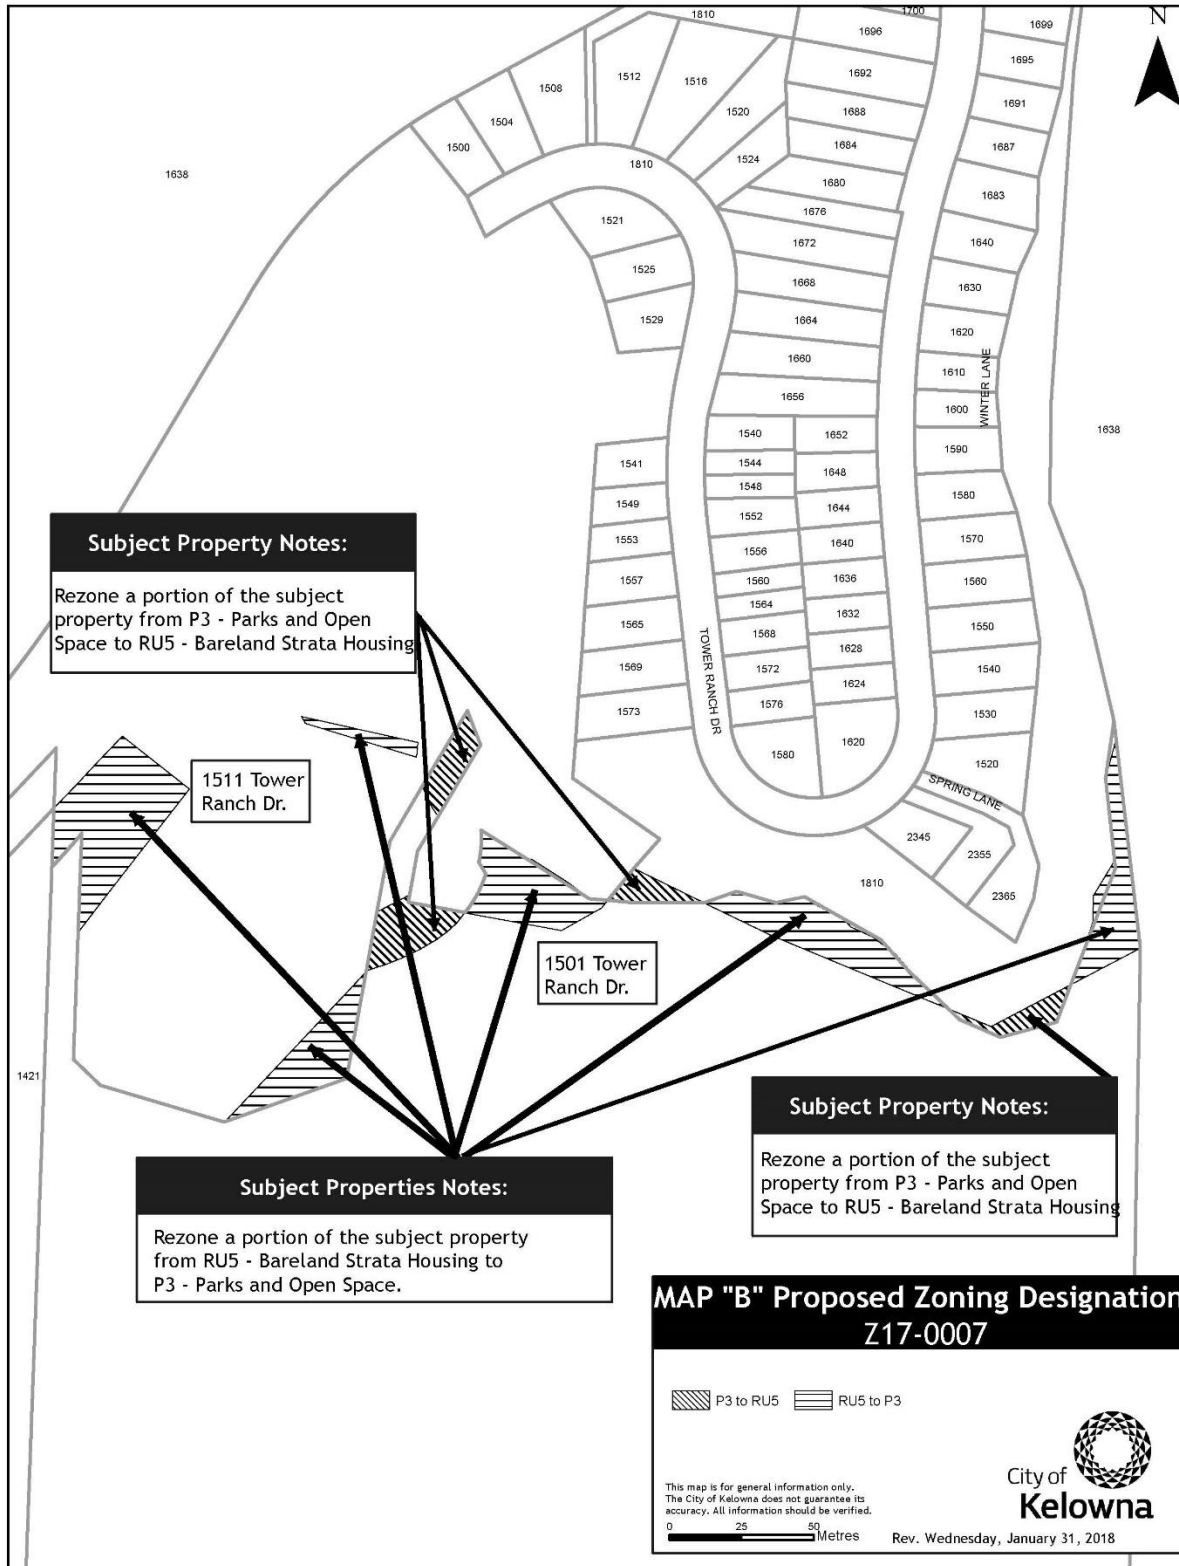 N
1810
1700
1699
1696
1695
1512
1516
1692
1508
1691
1520
1688
1504
1684
1687
1500
1524
1810
1638
1680
1683
1676
1521
1672
1640
1525
1668
1630
1529
1664
1620
1660
1610
WINTER LANE
1656
1600
1638
1540
1652
1590
1541
1544
1648
1548
1580
1549
1644
1552
1553
1640
1570
1556
1557
1560
1636
1560
1564
1632
1565
1568
1550
1628
1569
1572
1540
1624
TOWER RANCH DR
1573
1576
1530
1580
1620
1520
SPRING LANE
2345
2355
2365
1810
Subject Property Notes:
Rezone a portion of the subject
property from P3 - Parks and Open
Space to RU5 - Bareland Strata Housing
1511 Tower
Ranch Dr.
1501 Tower
Ranch Dr.
1421
Subject Property Notes:
Rezone a portion of the subject
property from P3 - Parks and Open
Space to RU5 - Bareland Strata Housing
Subject Properties Notes:
Rezone a portion of the subject property
from RU5 - Bareland Strata Housing to
P3 - Parks and Open Space.
MAP "B" Proposed Zoning Designation
Z17-0007
P3 to RU5
RU5 to P3
This map is for general information only.
The City of Kelowna does not guarantee its
accuracy. All information should be verified.
0 25 50 Metres
City of
Kelowna
Rev. Wednesday, January 31, 2018